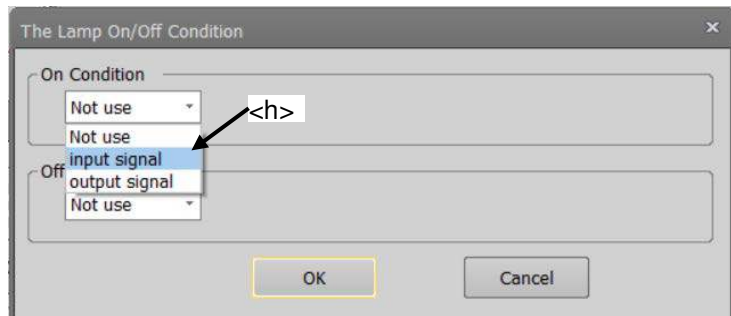 The Lamp On/Off Condition ×
On Condition
Not use
<h>
Not use
input signal
output signal
Off
Not use
OK Cancel